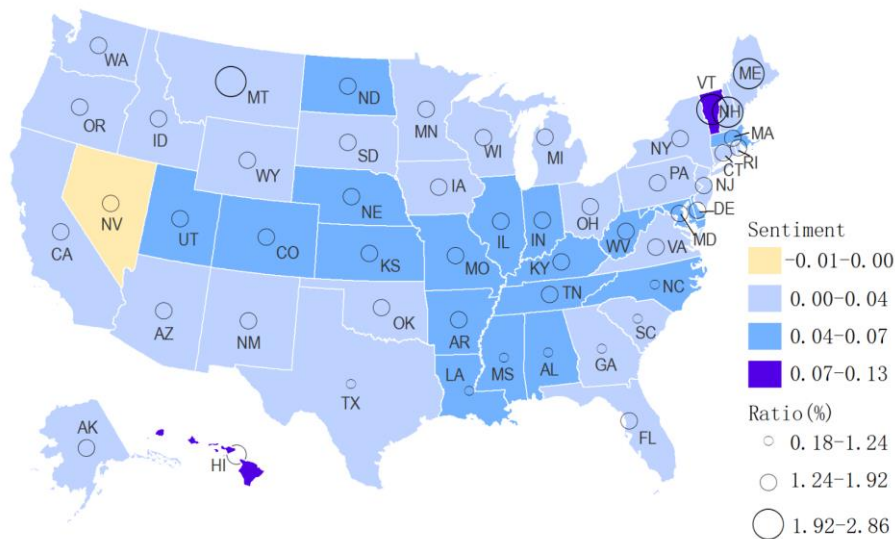 WA
MT
ND
MN
VT
ME
NH
OR
ID
SD
WI
MI
NY
MA
RI
CT
WY
IA
PA
NJ
NV
NE
OH
DE
UT
CO
IL
IN
WV
MD
CA
KS
MO
KY
VA
AZ
NM
OK
AR
TN
NC
SC
TX
LA
MS
AL
GA
AK
HI
FL
Sentiment
-0.01-0.00
0.00-0.04
0.04-0.07
0.07-0.13
Ratio(%)
0.18-1.24
1.24-1.92
1.92-2.86